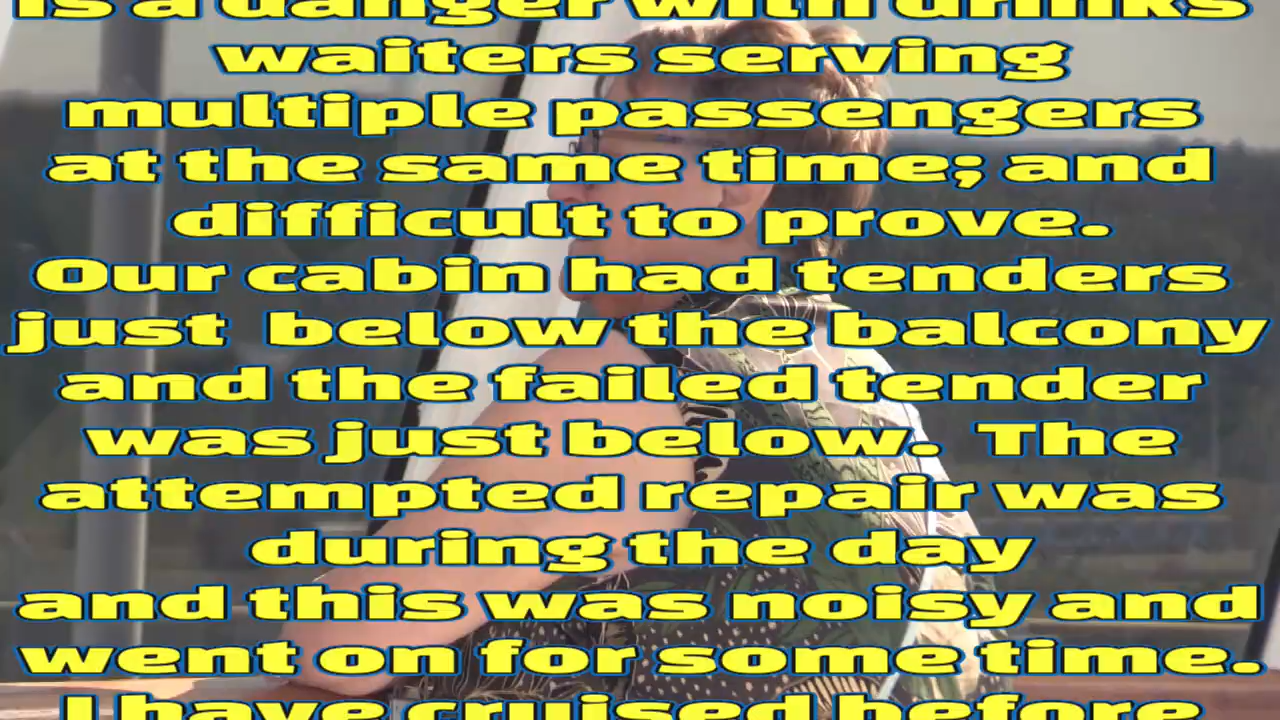 is a danger with drinks
waiters serving
multiple passengers
at the same time; and
difficult to prove.
Our cabin had tenders
just below the balcony
and the failed tender
was just below. The
attempted repair was
during the day
and this was noisy and
went on for some time.
I have cruised before